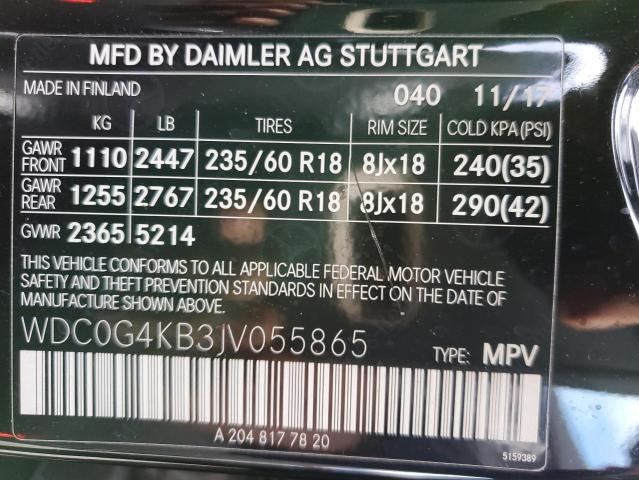 MFD BY DAIMLER AG STUTTGART
MADE IN FINLAND 040 11/17
KG LB TIRES RIM SIZE COLD KPA(PSI)
GAWR FRONT 1110 2447 235/60 R18 8Jx18 240(35)
GAWR REAR 1255 2767 235/60 R18 8Jx18 290(42)
GVWR 2365 5214
THIS VEHICLE CONFORMS TO ALL APPLICABLE FEDERAL MOTOR VEHICLE
SAFETY AND THEFT PREVENTION STANDARDS IN EFFECT ON THE DATE OF
MANUFACTURE SHOWN ABOVE.
WDC0G4KB3JV055865 TYPE: MPV
A 204 817 78 20
5159389